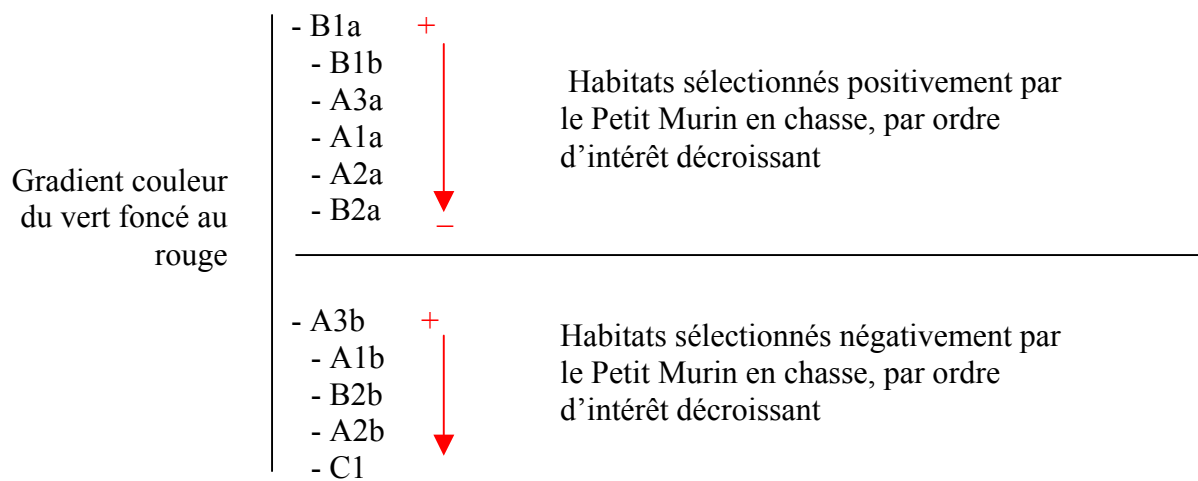 Gradient couleur
du vert foncé au
rouge
- B1a +
- B1b
- A3a
- A1a
- A2a
- B2a –
Habitats sélectionnés positivement par
le Petit Murin en chasse, par ordre
d’intérêt décroissant
- A3b +
- A1b
- B2b
- A2b
- C1
Habitats sélectionnés négativement par
le Petit Murin en chasse, par ordre
d’intérêt décroissant